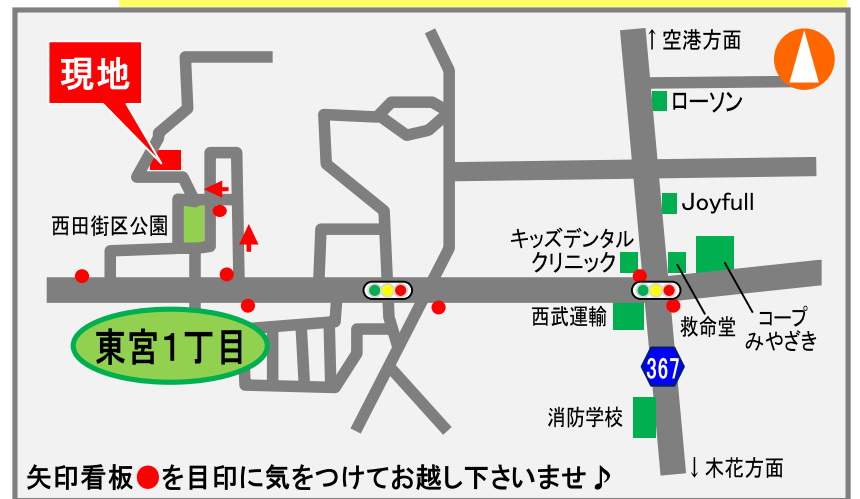 ↑空港方面
現地
ローソン
Joyfull
西田街区公園
キッズデンタル
クリニック
西武運輸
救命堂
コープ
みやざき
東宮1丁目
367
消防学校
↓木花方面
矢印看板●を目印に気をつけてお越し下さいませ♪